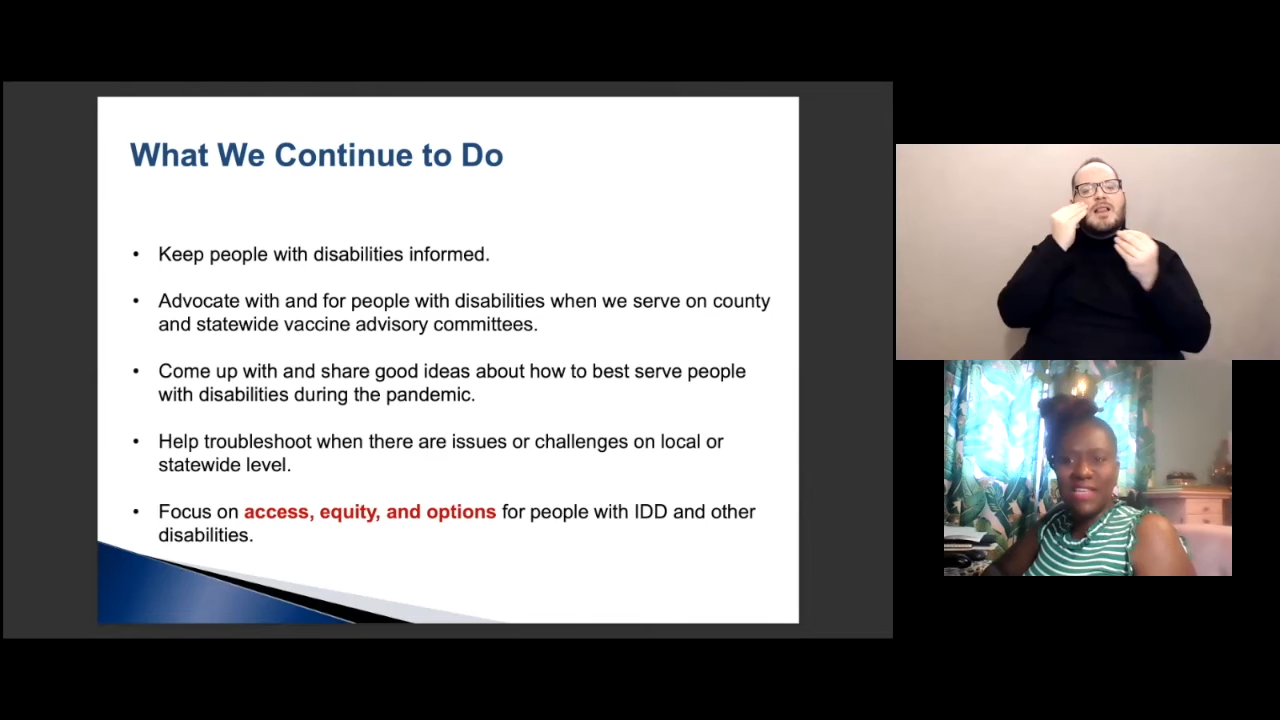 What We Continue to Do
• Keep people with disabilities informed.
• Advocate with and for people with disabilities when we serve on county
and statewide vaccine advisory committees.
• Come up with and share good ideas about how to best serve people
with disabilities during the pandemic.
• Help troubleshoot when there are issues or challenges on local or
statewide level.
• Focus on access, equity, and options for people with IDD and other
disabilities.